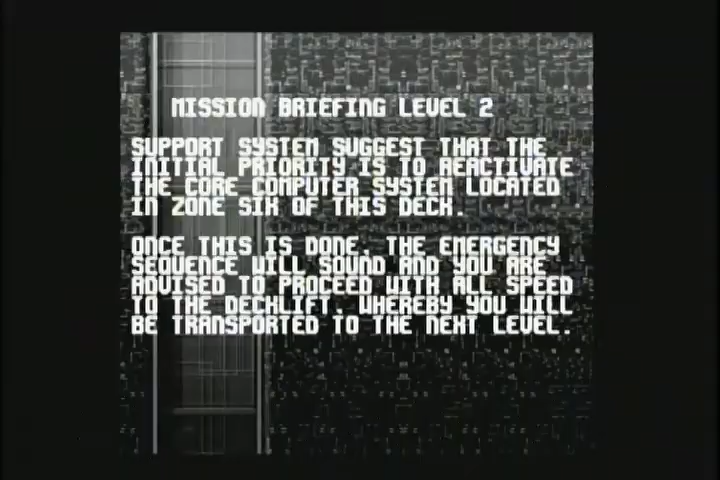 MISSION BRIEFING LEVEL 2
SUPPORT SYSTEM SUGGEST THAT THE
INITIAL PRIORITY IS TO REACTIVATE
THE CORE COMPUTER SYSTEM LOCATED
IN ZONE SIX OF THIS DECK.
ONCE THIS IS DONE, THE EMERGENCY
SEQUENCE WILL SOUND AND YOU ARE
ADVISED TO PROCEED WITH ALL SPEED
TO THE DECKLIFT, WHEREBY YOU WILL
BE TRANSPORTED TO THE NEXT LEVEL.